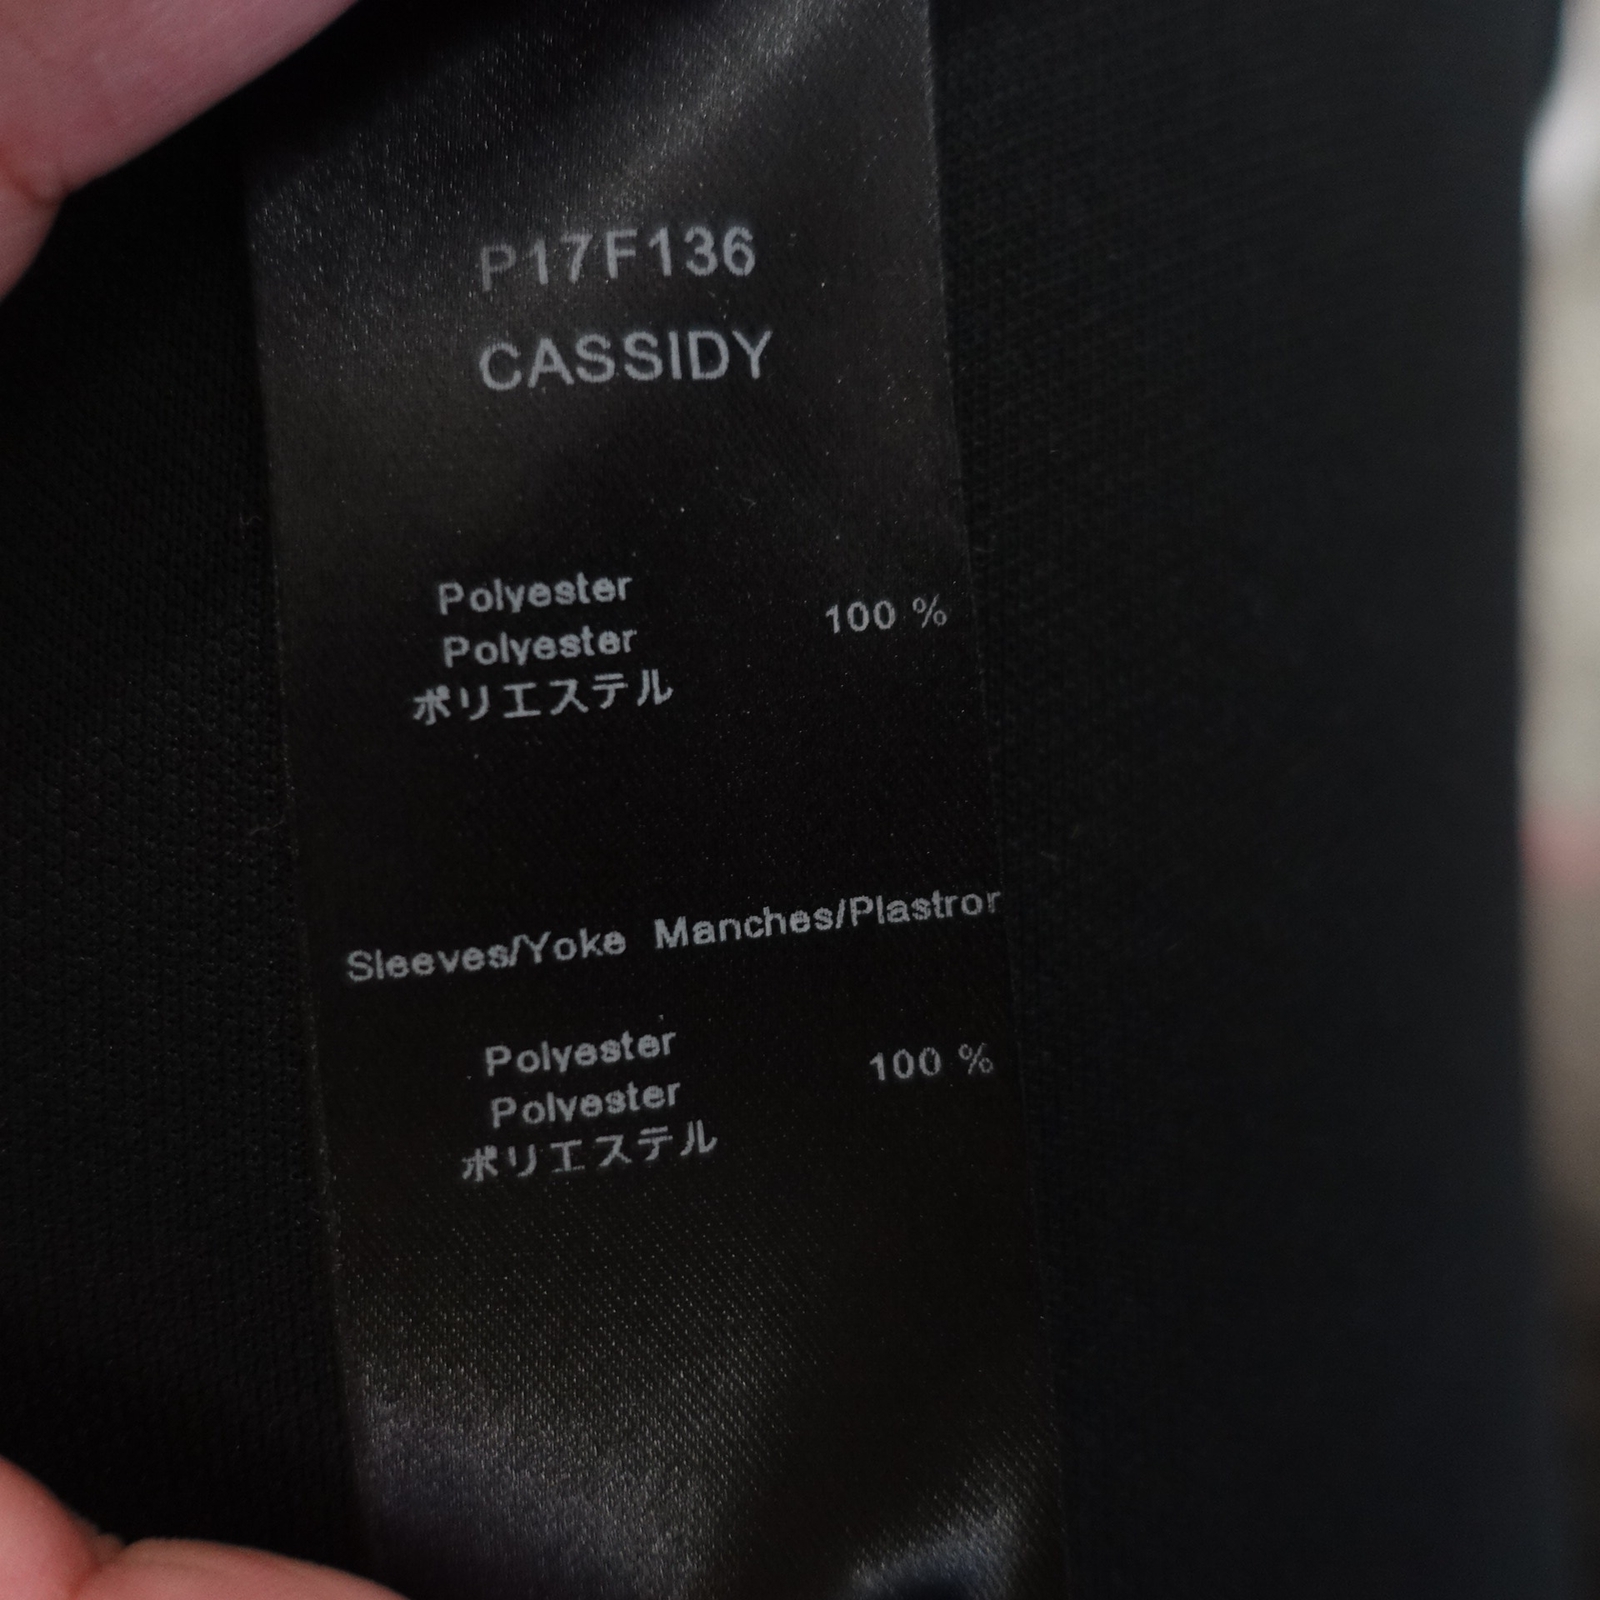 P17F136
CASSIDY
Polyester
Polyester 100 %
ポリエステル
Sleeves/Yoke Manches/Plastror
Polyester
Polyester 100 %
ポリエステル